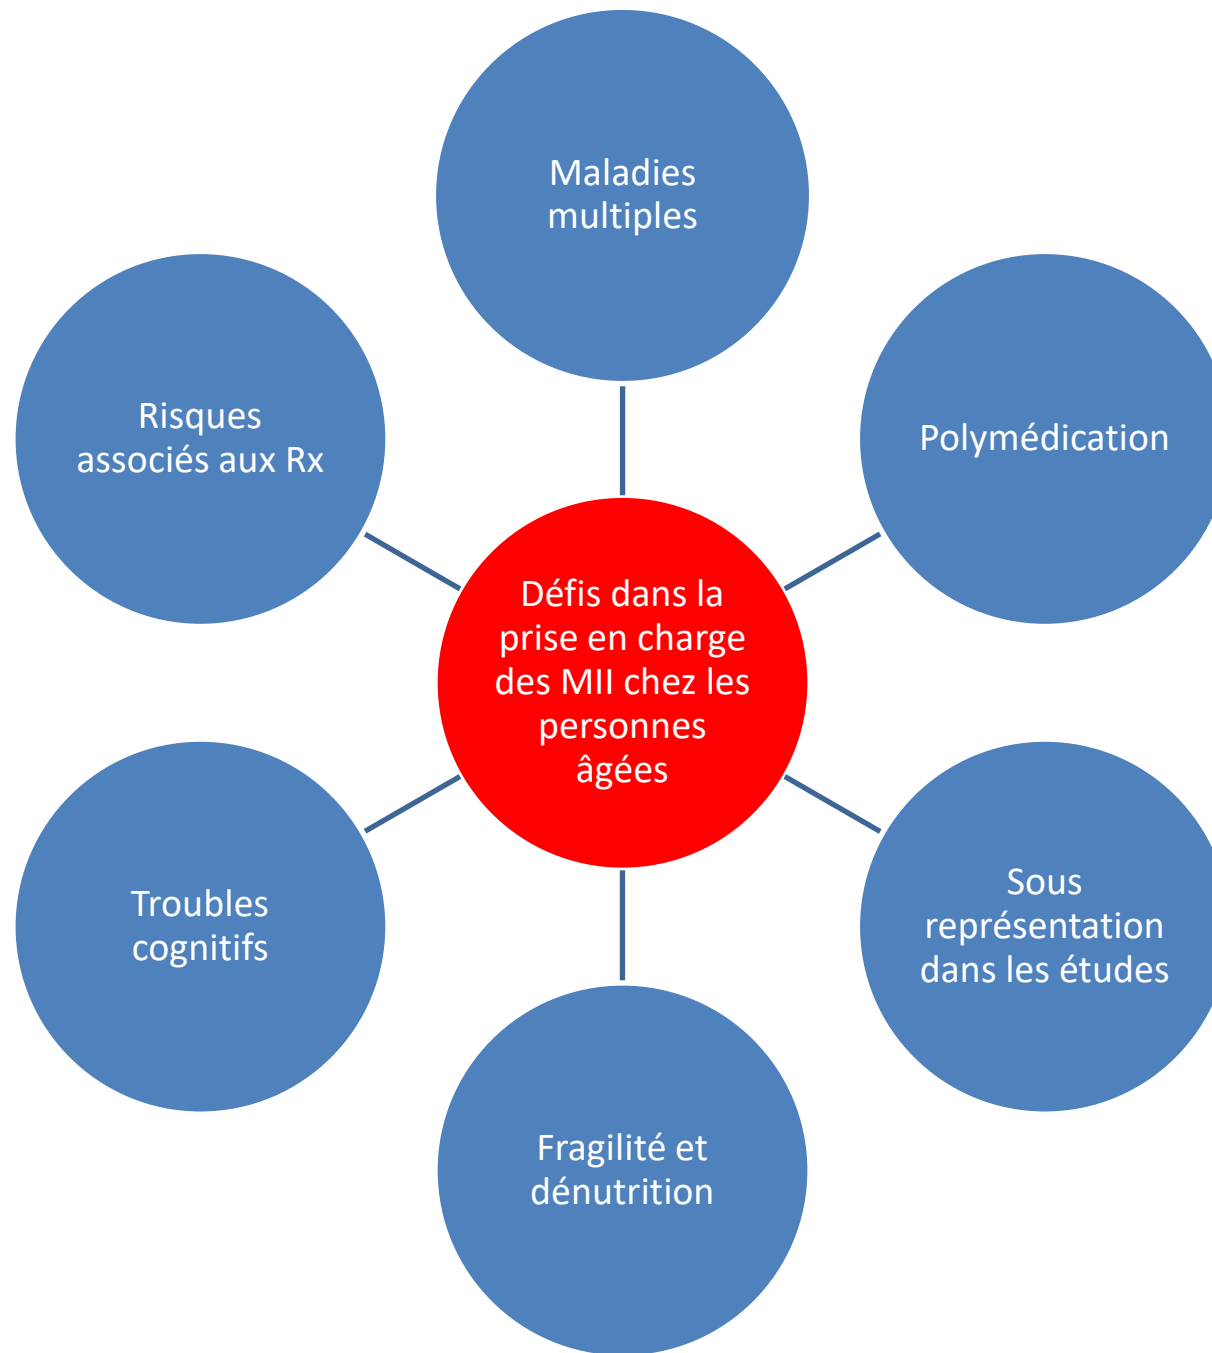 Maladies
multiples
Risques
associés aux Rx
Polymédication
Défis dans la
prise en charge
des MII chez les
personnes
âgées
Troubles
cognitifs
Sous
représentation
dans les études
Fragilité et
dénutrition